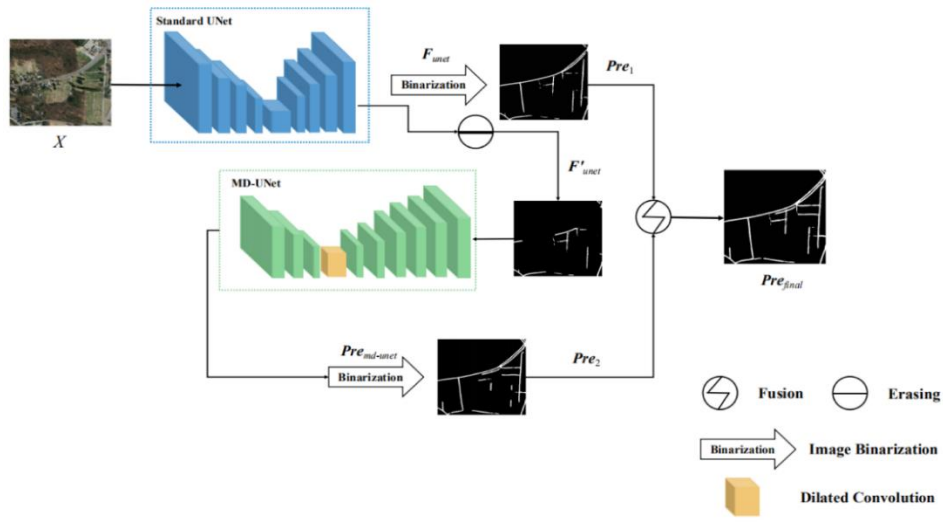 Standard UNet
X
F_unet
Binarization
Pre_1
F'_unet
MD-UNet
Pre_final
Pre_md-unet
Binarization
Pre_2
Fusion
Erasing
Binarization
Image Binarization
Dilated Convolution